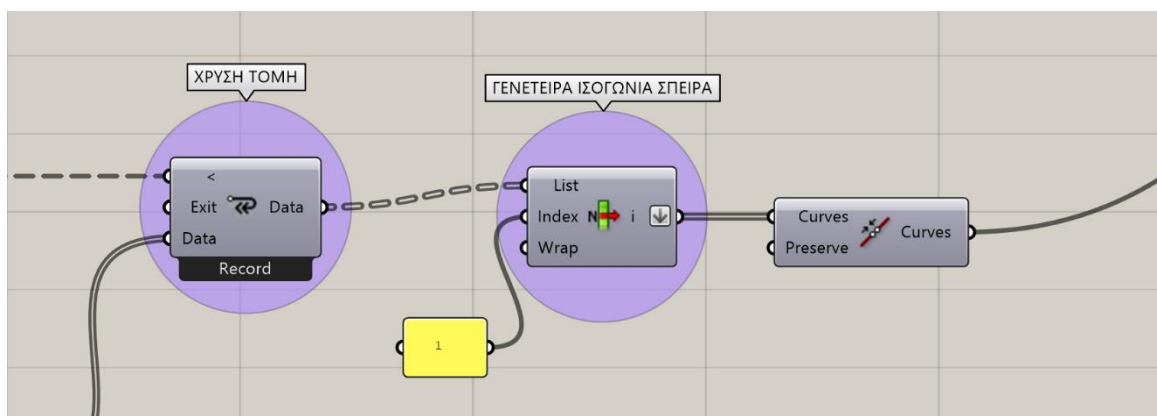 ΧΡΥΣΗ ΤΟΜΗ
ΓΕΝΕΤΕΙΡΑ ΙΣΟΓΩΝΙΑ ΣΠΕΙΡΑ
<
Exit Data
Data
Record
List
Index N i
Wrap
Curves Curves
Preserve
1